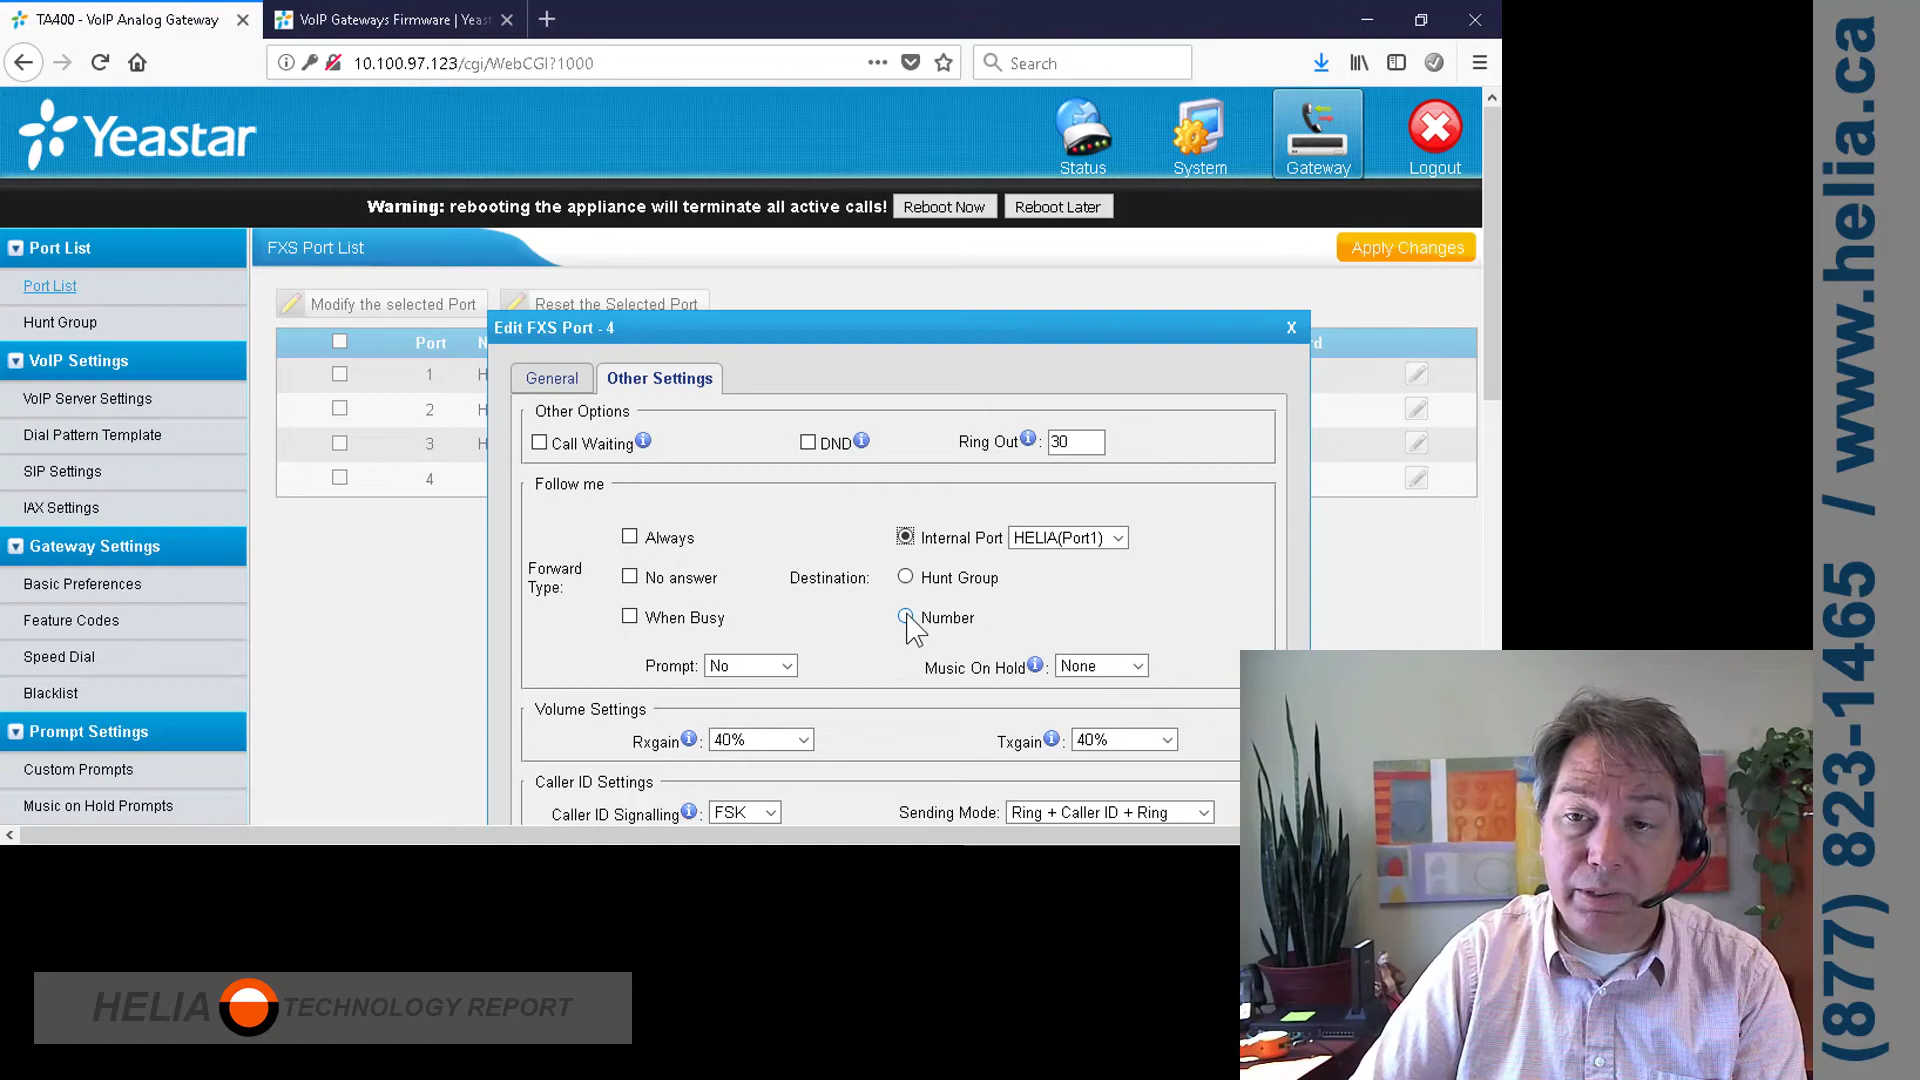 TA400 - VoIP Analog Gateway
VoIP Gateways Firmware | Yeast
10.100.97.123/cgi/WebCGI?1000
Search
Yeastar
Status
System
Gateway
Logout
Warning: rebooting the appliance will terminate all active calls!
Reboot Now
Reboot Later
Port List
Port List
Hunt Group
VoIP Settings
VoIP Server Settings
Dial Pattern Template
SIP Settings
IAX Settings
Gateway Settings
Basic Preferences
Feature Codes
Speed Dial
Blacklist
Prompt Settings
Custom Prompts
Music on Hold Prompts
FXS Port List
Apply Changes
Modify the selected Port
Reset the Selected Port
Port
1 H
2 H
3 H
4
Edit FXS Port - 4
X
General
Other Settings
Other Options
Call Waiting
DND
Ring Out : 30
Follow me
Forward Type:
Always
No answer
When Busy
Destination:
Internal Port HELIA(Port1)
Hunt Group
Number
Prompt: No
Music On Hold : None
Volume Settings
Rxgain : 40%
Txgain : 40%
Caller ID Settings
Caller ID Signalling : FSK
Sending Mode: Ring + Caller ID + Ring
HELIA TECHNOLOGY REPORT
(877) 823-1465 / www.helia.ca